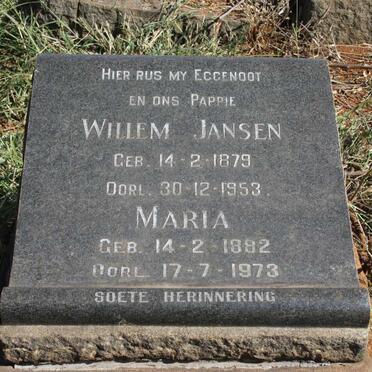 HIER RUS MY EGGENOOT
EN ONS PAPPIE
WILLEM JANSEN
GEB. 14-2-1879
OORL. 30-12-1953.
MARIA
GEB. 14-2-1882
OORL. 17-7-1973
SOETE HERINNERING